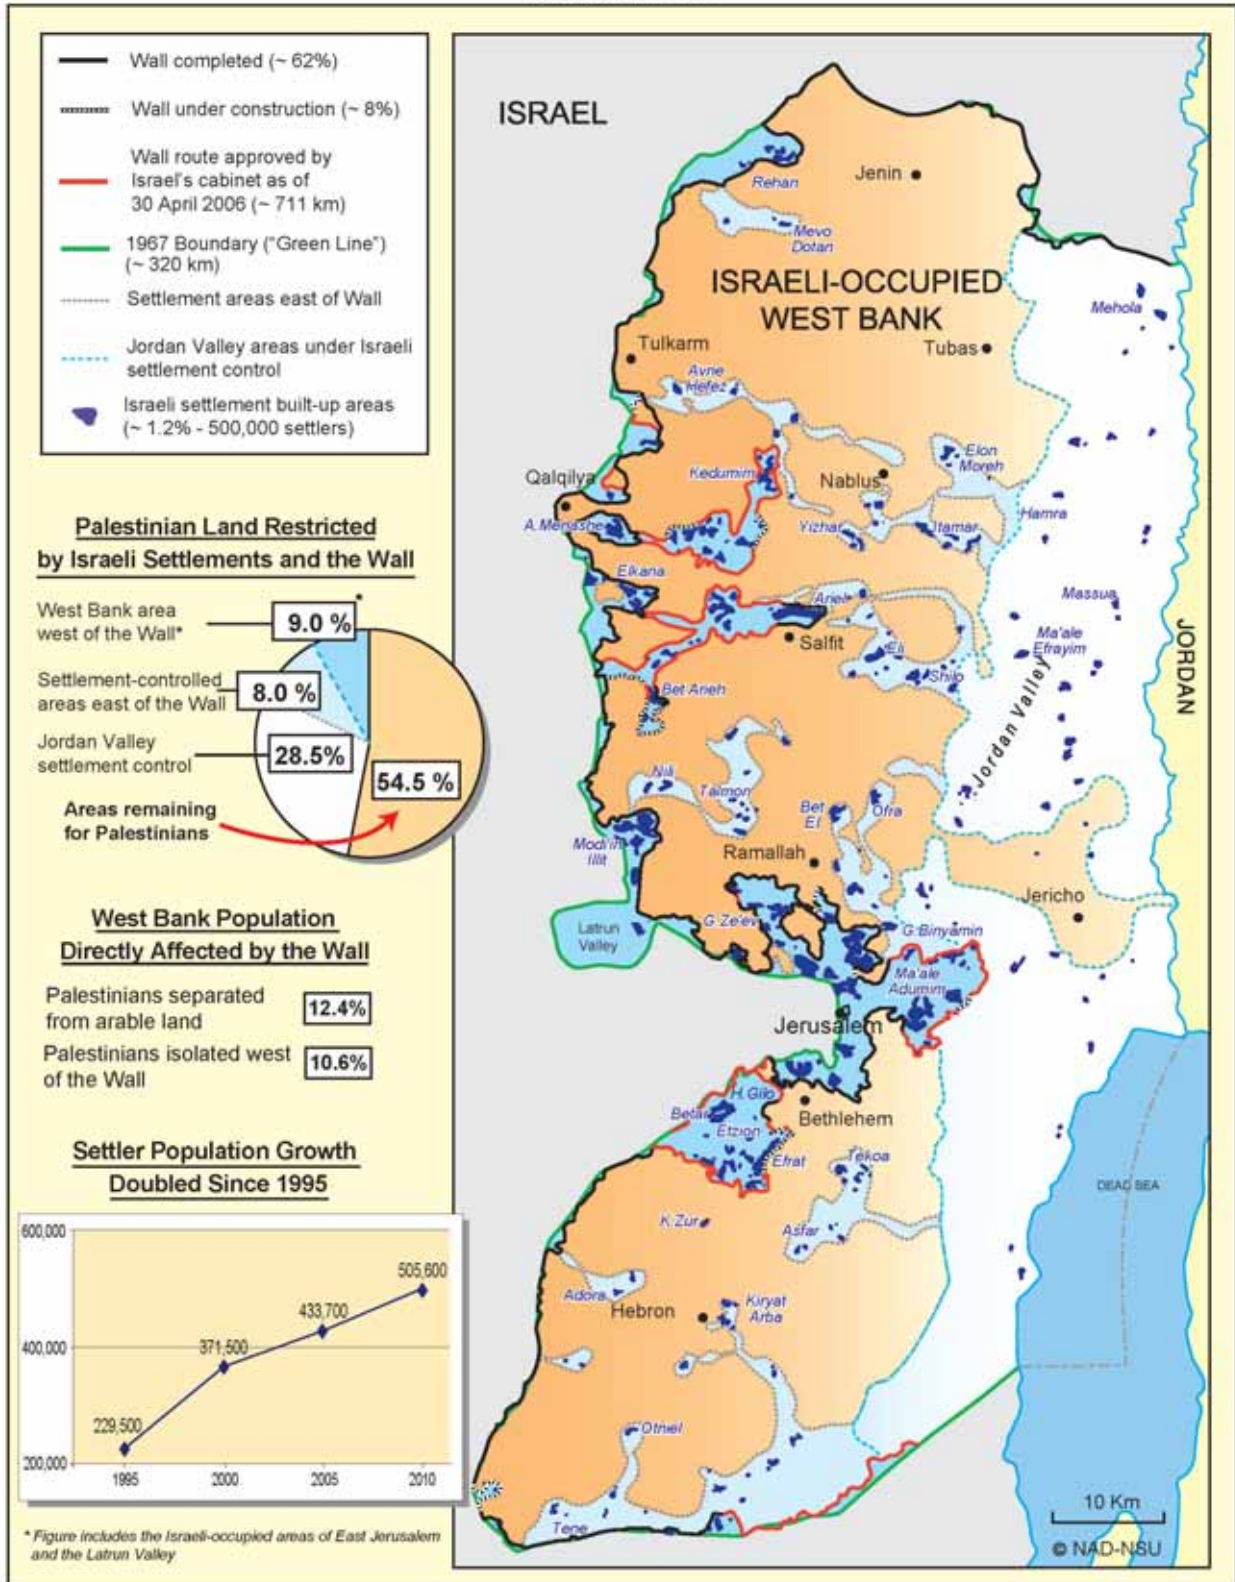 Wall completed (~ 62%)
Wall under construction (~ 8%)
Wall route approved by
Israel's cabinet as of
30 April 2006 (~ 711 km)
1967 Boundary ("Green Line")
(~ 320 km)
Settlement areas east of Wall
Jordan Valley areas under Israeli
settlement control
Israeli settlement built-up areas
(~ 1.2% - 500,000 settlers)
Palestinian Land Restricted
by Israeli Settlements and the Wall
West Bank area
west of the Wall*
9.0 %
*
Settlement-controlled
areas east of the Wall
8.0 %
Jordan Valley
settlement control
28.5%
54.5 %
Areas remaining
for Palestinians
West Bank Population
Directly Affected by the Wall
Palestinians separated
from arable land
12.4%
Palestinians isolated west
of the Wall
10.6%
Settler Population Growth
Doubled Since 1995
600,000
400,000
200,000
229,500
371,500
433,700
505,600
1995
2000
2005
2010
* Figure includes the Israeli-occupied areas of East Jerusalem
and the Latrun Valley
ISRAEL
Rehan
Jenin
Mevo
Dotan
ISRAELI-OCCUPIED
WEST BANK
Mehola
Tulkarm
Tubas
Avne
Hefez
Elon
Moreh
Qalqilya
Kedumim
Nablus
A.Menashe
Yizhar
Itamar
Hamra
Elkana
Arieh
Massua
Salfit
Ma'ale
Efrayim
Eli
Shilo
Bet Arieh
Jordan Valley
JORDAN
Nili
Talmon
Bet
El
Ofra
Modi'in
Illit
Ramallah
Jericho
Latrun
Valley
G.Ze'ev
G.Binyamin
Ma'ale
Adumim
Jerusalem
H.Gilo
Betar
Bethlehem
Etzion
Efrat
Tekoa
DEAD SEA
K.Zur
Asfar
Adora
Hebron
Kiryat
Arba
Otniel
Tene
10 Km
© NAD-NSU